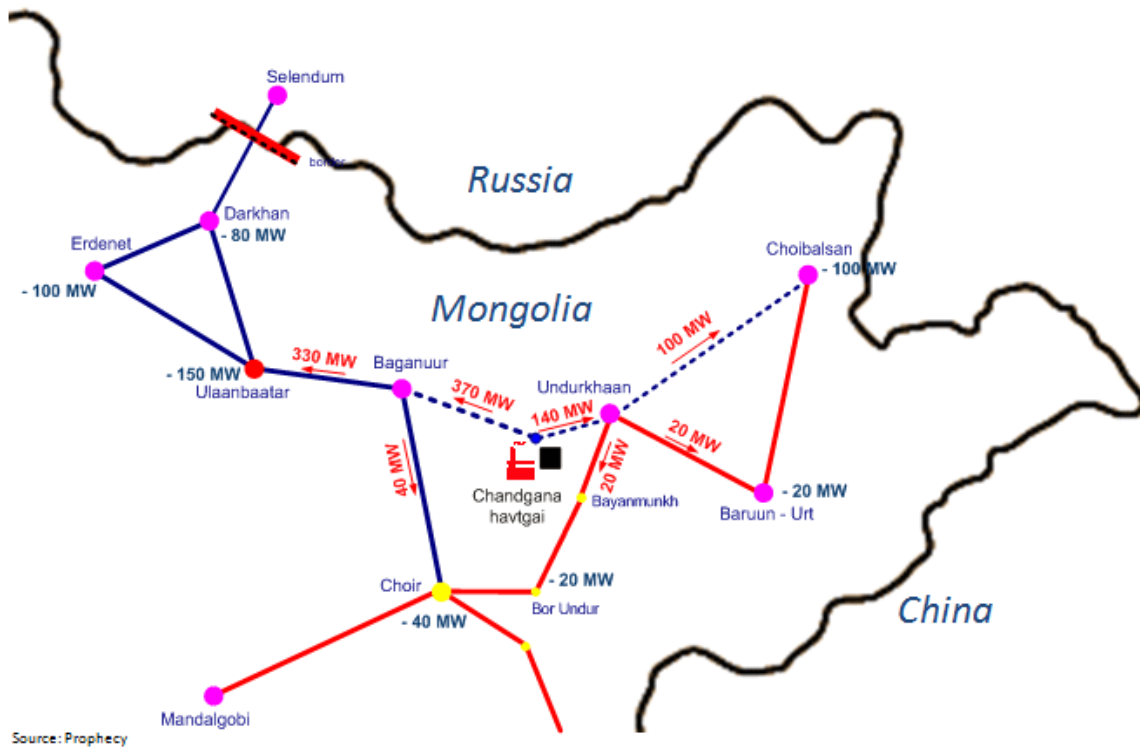 Selendum
border
Russia
Darkhan
- 80 MW
Erdenet
- 100 MW
Choibalsan
- 100 MW
Mongolia
100 MW
330 MW
Baganuur
- 150 MW
Ulaanbaatar
370 MW
Undurkhaan
140 MW
20 MW
20 MW
40 MW
Chandgana
havtgai
Bayanmunkh
- 20 MW
Baruun - Urt
Choir
- 20 MW
Bor Undur
- 40 MW
China
Mandalgobi
Source: Prophecy